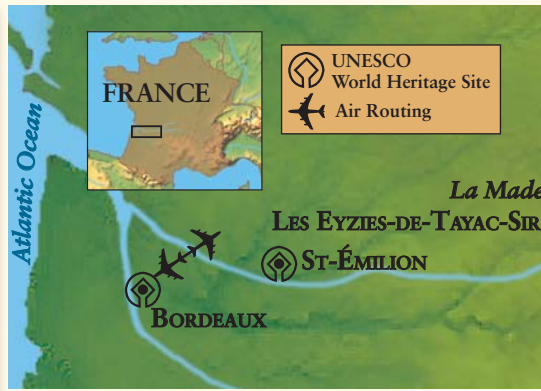 FRANCE
UNESCO
World Heritage Site
Air Routing
Atlantic Ocean
La Made
LES EYZIES-DE-TAYAC-SIR
ST-ÉMILION
BORDEAUX